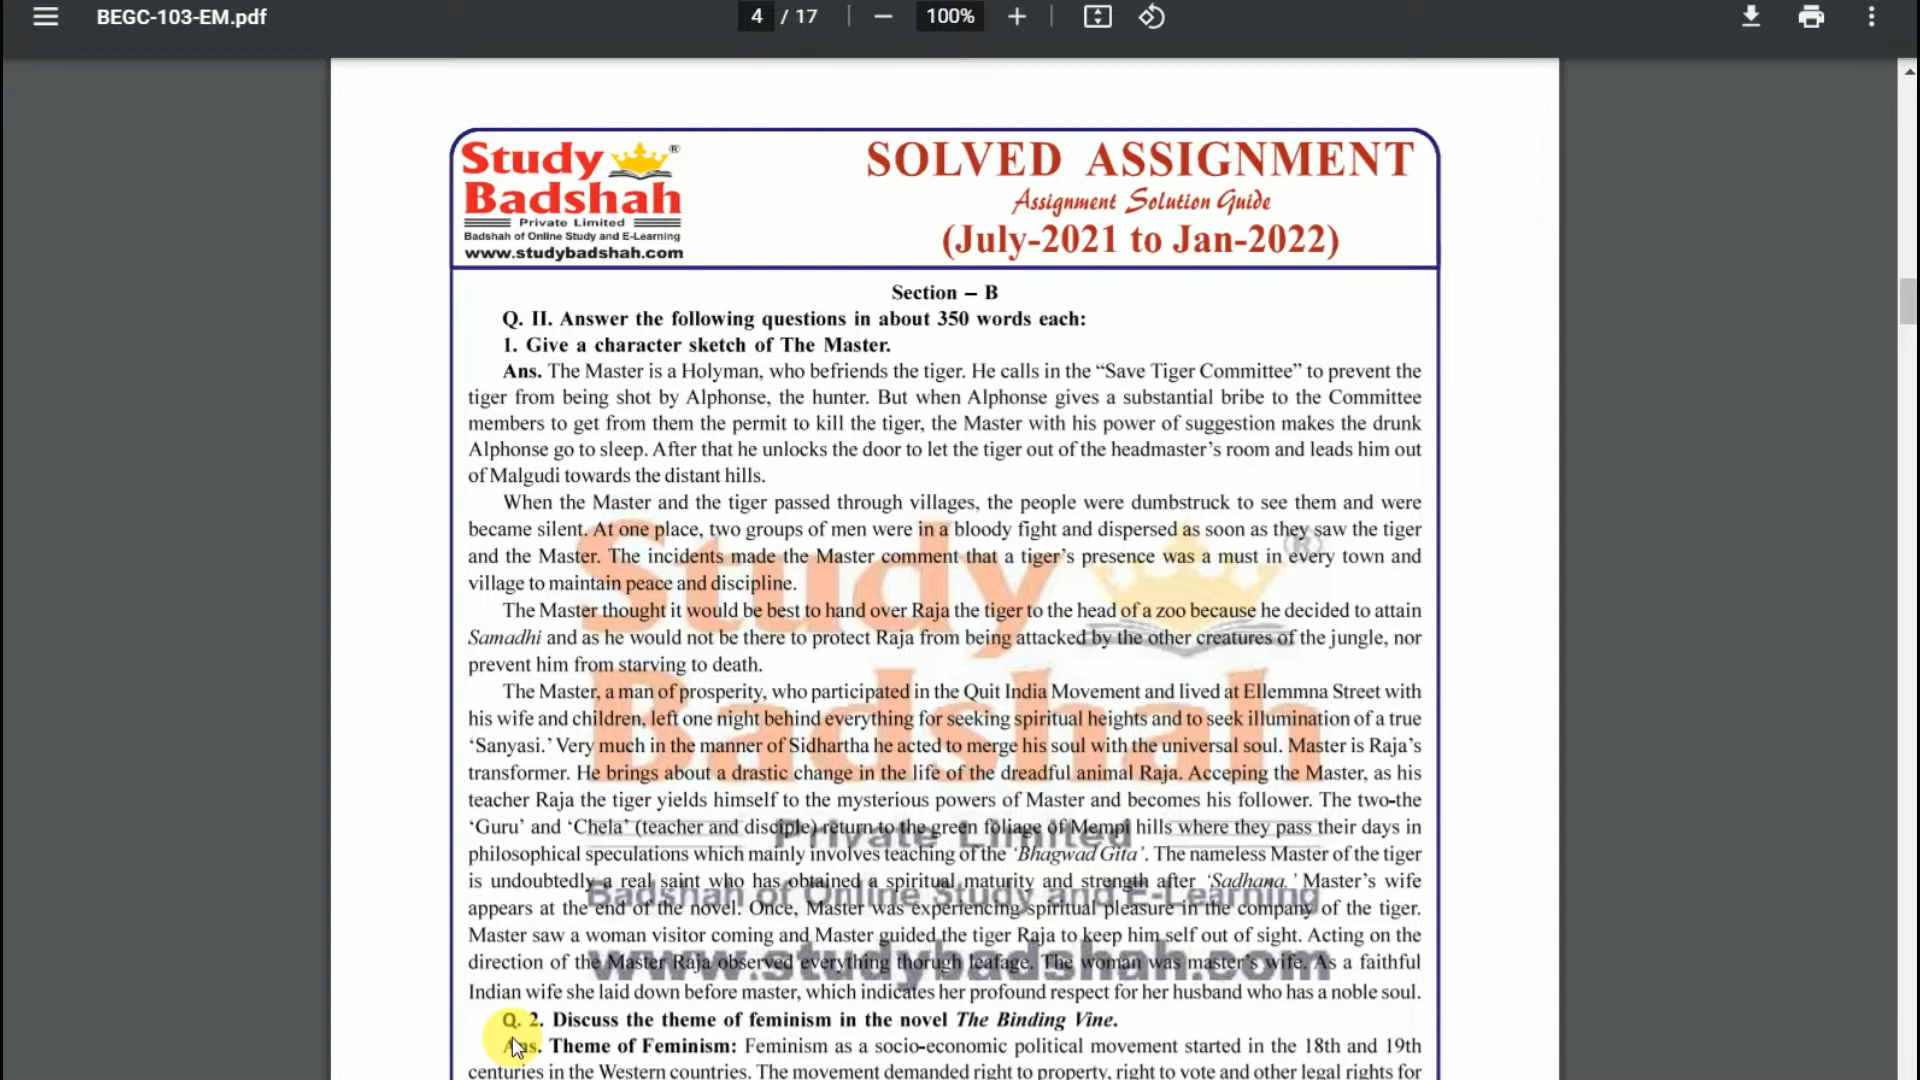 BEGC-103-EM.pdf
4 / 17
100%
Study ®
Badshah
Private Limited
Badshah of Online Study and E-Learning
www.studybadshah.com
SOLVED ASSIGNMENT
Assignment Solution Guide
(July-2021 to Jan-2022)
Section – B
Q. II. Answer the following questions in about 350 words each:
1. Give a character sketch of The Master.
Ans. The Master is a Holyman, who befriends the tiger. He calls in the “Save Tiger Committee” to prevent the
tiger from being shot by Alphonse, the hunter. But when Alphonse gives a substantial bribe to the Committee
members to get from them the permit to kill the tiger, the Master with his power of suggestion makes the drunk
Alphonse go to sleep. After that he unlocks the door to let the tiger out of the headmaster’s room and leads him out
of Malgudi towards the distant hills.
When the Master and the tiger passed through villages, the people were dumbstruck to see them and were
became silent. At one place, two groups of men were in a bloody fight and dispersed as soon as they saw the tiger
and the Master. The incidents made the Master comment that a tiger’s presence was a must in every town and
village to maintain peace and discipline.
The Master thought it would be best to hand over Raja the tiger to the head of a zoo because he decided to attain
Samadhi and as he would not be there to protect Raja from being attacked by the other creatures of the jungle, nor
prevent him from starving to death.
The Master, a man of prosperity, who participated in the Quit India Movement and lived at Ellemmna Street with
his wife and children, left one night behind everything for seeking spiritual heights and to seek illumination of a true
‘Sanyasi.’ Very much in the manner of Sidhartha he acted to merge his soul with the universal soul. Master is Raja’s
transformer. He brings about a drastic change in the life of the dreadful animal Raja. Acceping the Master, as his
teacher Raja the tiger yields himself to the mysterious powers of Master and becomes his follower. The two-the
‘Guru’ and ‘Chela’ (teacher and disciple) return to the green foliage of Mempi hills where they pass their days in
philosophical speculations which mainly involves teaching of the ‘Bhagwad Gita’. The nameless Master of the tiger
is undoubtedly a real saint who has obtained a spiritual maturity and strength after ‘Sadhana.’ Master’s wife
appears at the end of the novel. Once, Master was experiencing spiritual pleasure in the company of the tiger.
Master saw a woman visitor coming and Master guided the tiger Raja to keep him self out of sight. Acting on the
direction of the Master Raja observed everything thorugh leafage. The woman was master’s wife. As a faithful
Indian wife she laid down before master, which indicates her profound respect for her husband who has a noble soul.
Q. 2. Discuss the theme of feminism in the novel The Binding Vine.
Ans. Theme of Feminism: Feminism as a socio-economic political movement started in the 18th and 19th
centuries in the Western countries. The movement demanded right to property, right to vote and other legal rights for
Study ®
Badshah
Private Limited
Badshah of Online Study and E-Learning
www.studybadshah.com